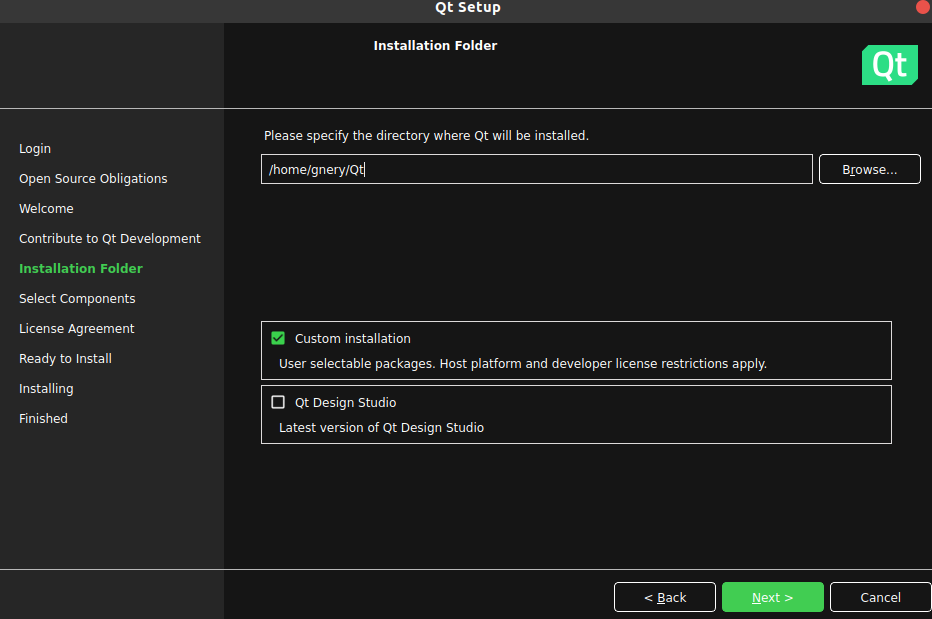 Qt Setup
Installation Folder
Qt
Login
Open Source Obligations
Welcome
Contribute to Qt Development
Installation Folder
Select Components
License Agreement
Ready to Install
Installing
Finished
Please specify the directory where Qt will be installed.
/home/gnery/Qt
Browse...
Custom installation
User selectable packages. Host platform and developer license restrictions apply.
Qt Design Studio
Latest version of Qt Design Studio
< Back
Next >
Cancel